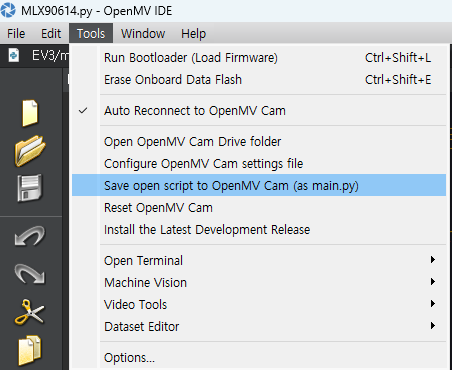 MLX90614.py - OpenMV IDE
File Edit Tools Window Help
EV3/m
Run Bootloader (Load Firmware) Ctrl+Shift+L
Erase Onboard Data Flash Ctrl+Shift+E
Auto Reconnect to OpenMV Cam
Open OpenMV Cam Drive folder
Configure OpenMV Cam settings file
Save open script to OpenMV Cam (as main.py)
Reset OpenMV Cam
Install the Latest Development Release
Open Terminal
Machine Vision
Video Tools
Dataset Editor
Options...